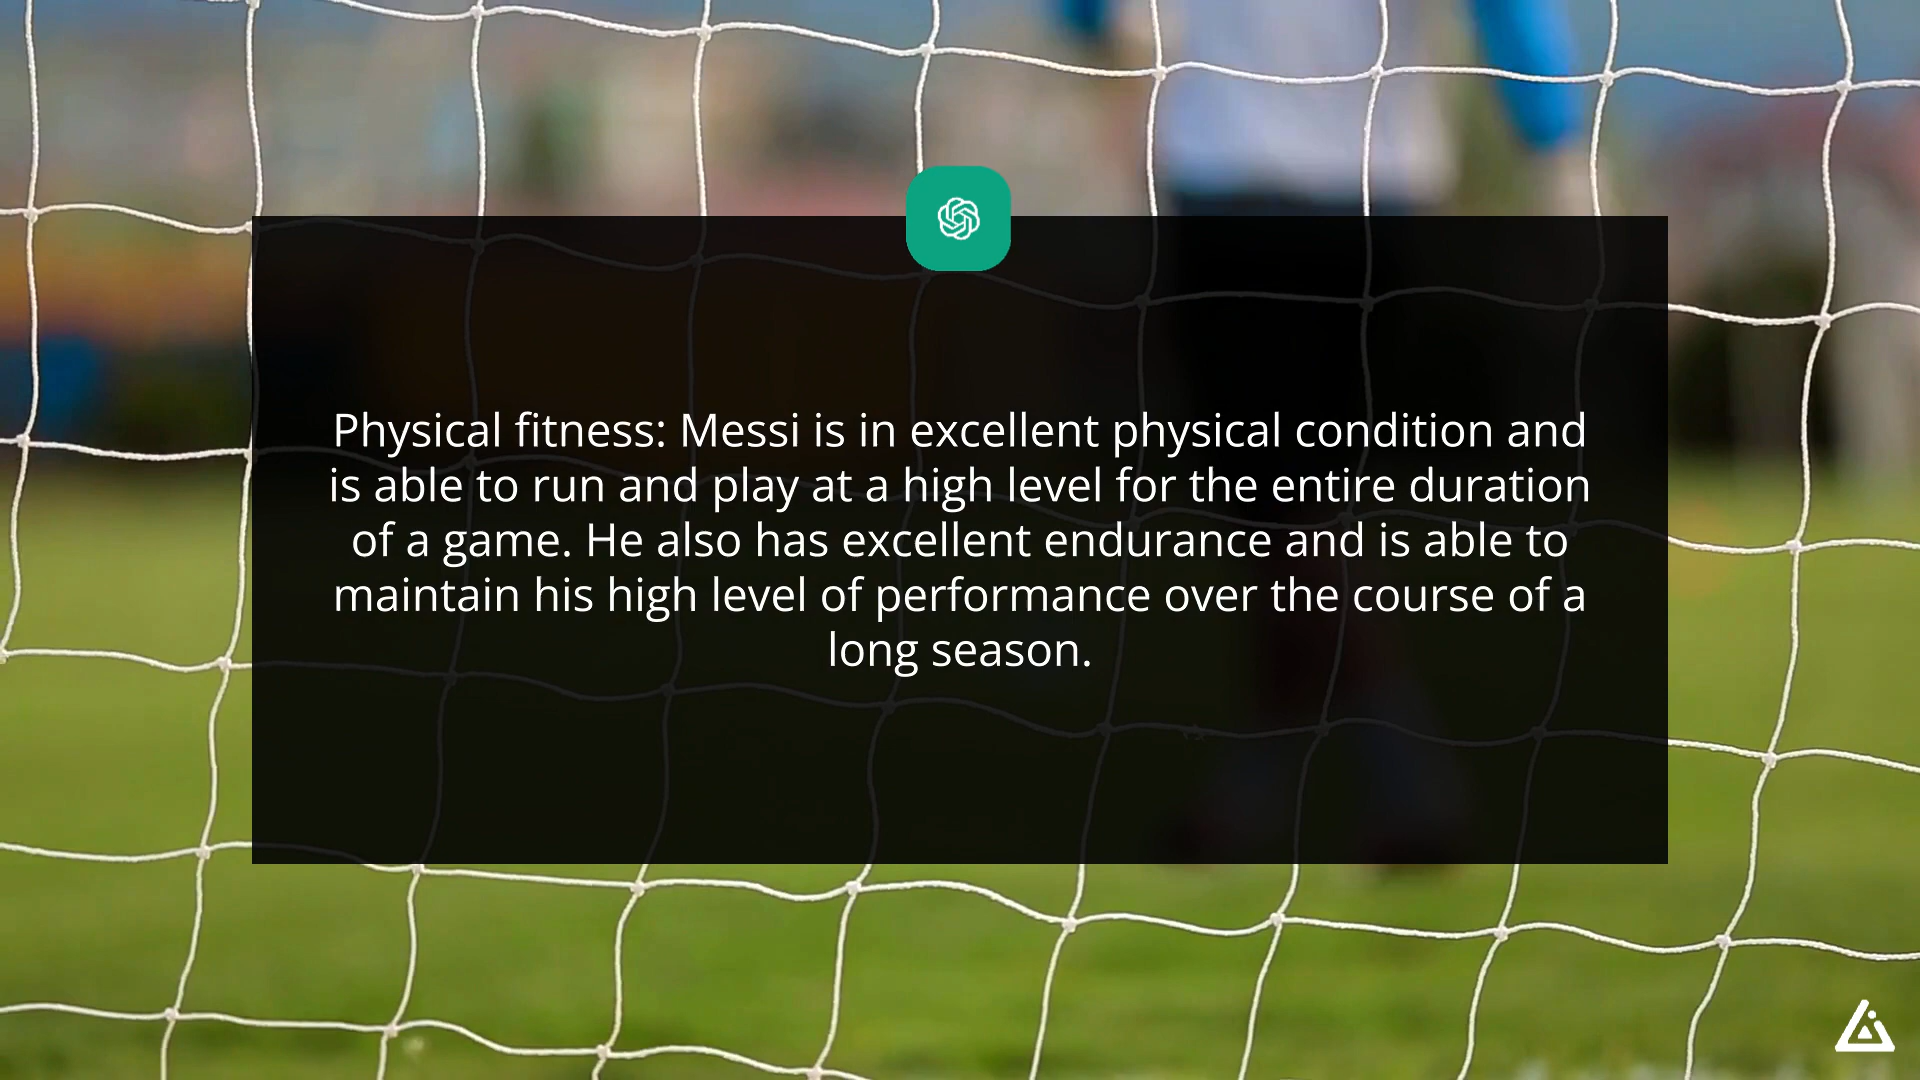 Physical fitness: Messi is in excellent physical condition and
is able to run and play at a high level for the entire duration
of a game. He also has excellent endurance and is able to
maintain his high level of performance over the course of a
long season.